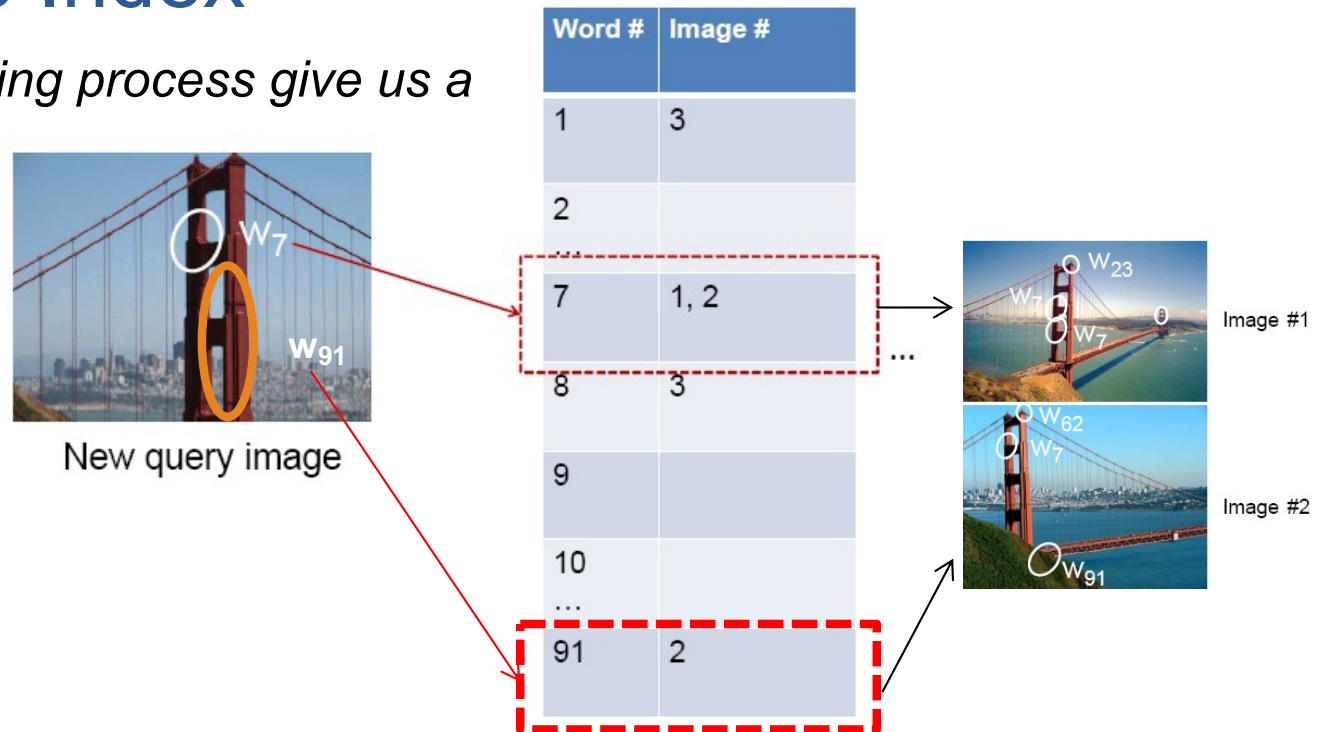 Index
ing process give us a
Word # Image #
1 3
2
...
7 1, 2
...
8 3
9
10
...
91 2
W7
w91
New query image
W23
W7
W7
Image #1
W62
W7
W91
Image #2